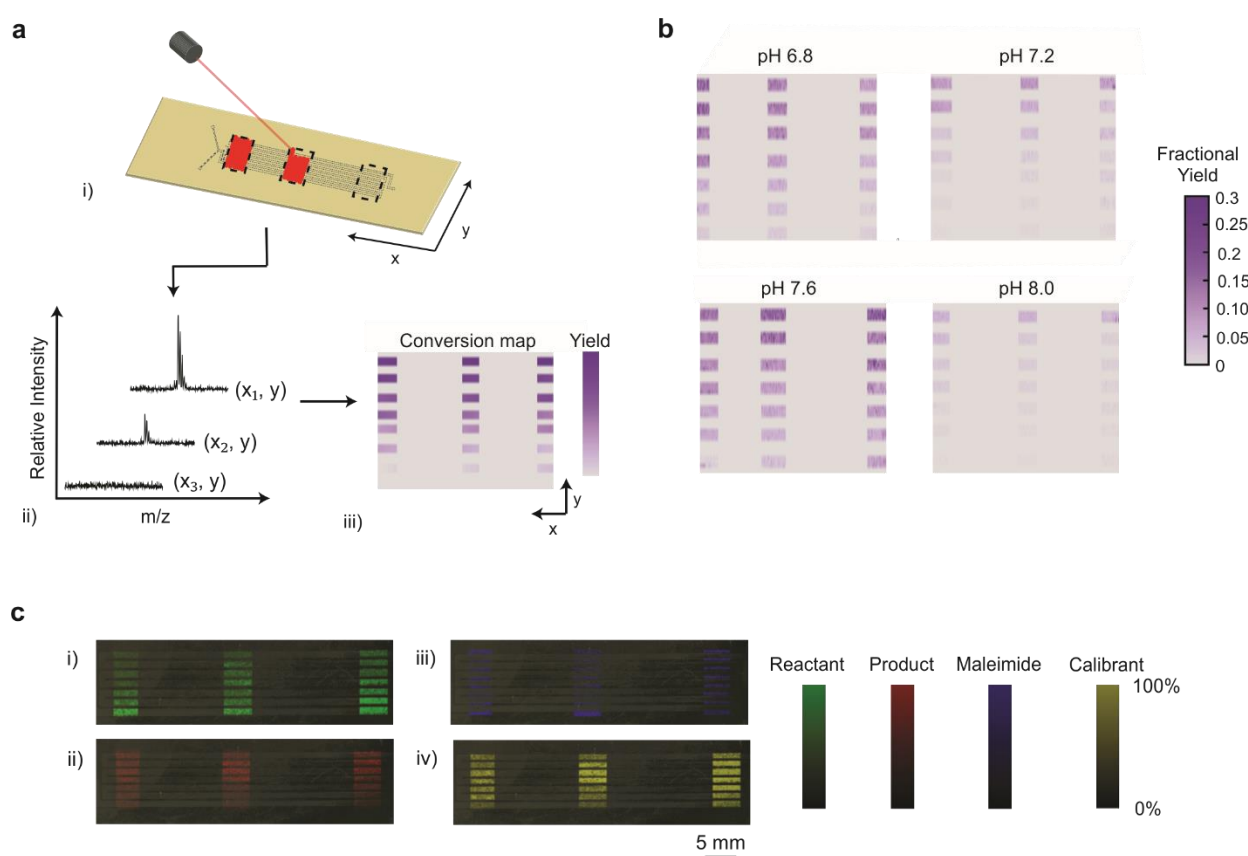 a
i)
x
y
Relative Intensity
(x₁, y)
(x₂, y)
(x₃, y)
ii)
m/z
Conversion map
Yield
iii)
y
x
b
pH 6.8
pH 7.2
pH 7.6
pH 8.0
Fractional
Yield
0.3
0.25
0.20
0.15
0.10
0.05
0
c
i)
ii)
iii)
iv)
5 mm
Reactant
Product
Maleimide
Calibrant
100%
0%